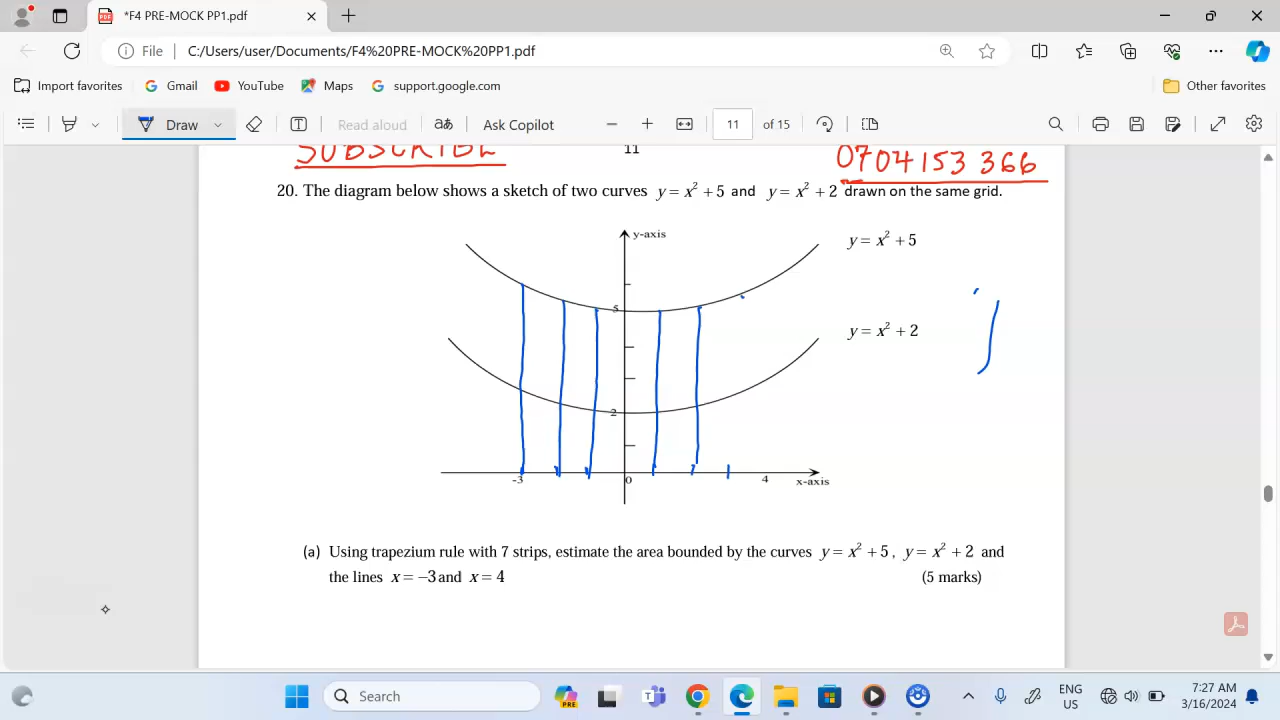 *F4 PRE-MOCK PP1.pdf
File C:/Users/user/Documents/F4%20PRE-MOCK%20PP1.pdf
Import favorites Gmail YouTube Maps support.google.com Other favorites
Draw T Read aloud aあ Ask Copilot 11 of 15
SUBSCRIBE 11 0704153 366
20. The diagram below shows a sketch of two curves y = x² + 5 and y = x² + 2 drawn on the same grid.
y-axis
y = x² + 5
5
y = x² + 2
2
-3 0 4 x-axis
(a) Using trapezium rule with 7 strips, estimate the area bounded by the curves y = x² + 5 , y = x² + 2 and
the lines x = −3 and x = 4 (5 marks)
Search PRE ENG 7:27 AM
US 3/16/2024